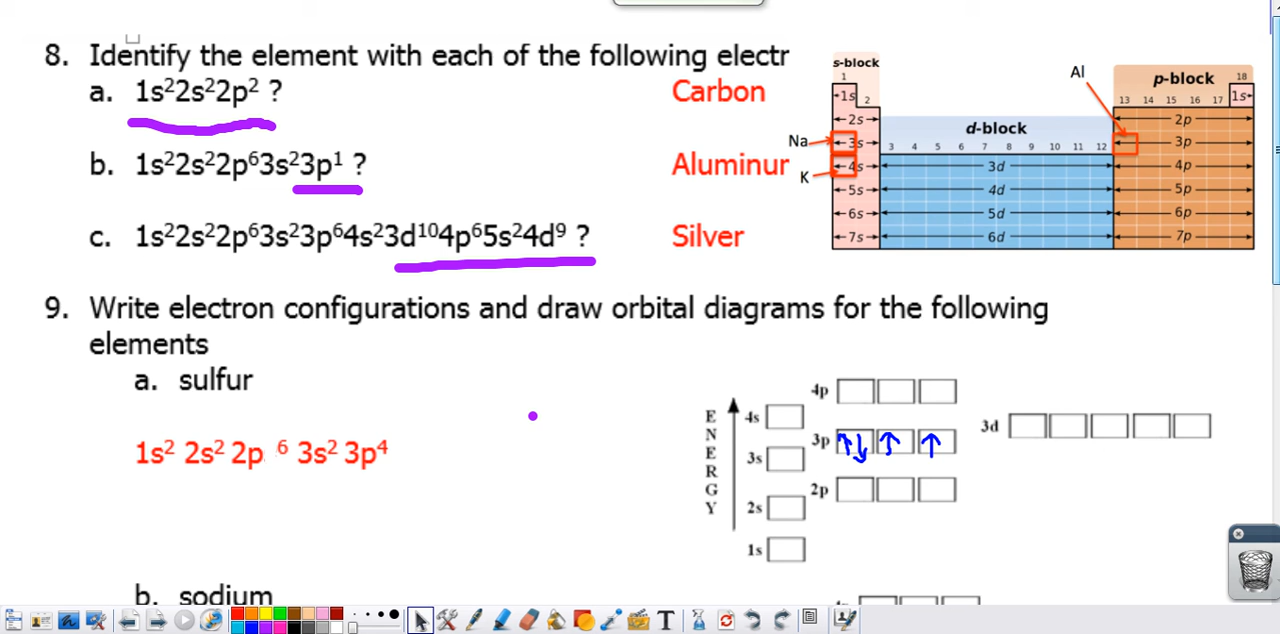 8. Identify the element with each of the following electr
a. 1s²2s²2p² ?
Carbon
b. 1s²2s²2p⁶3s²3p¹ ?
Aluminur
c. 1s²2s²2p⁶3s²3p⁶4s²3d¹⁰4p⁶5s²4d⁹ ?
Silver
s-block
1
1s
2
2s
Na
3s
K
4s
5s
6s
7s
d-block
3 4 5 6 7 8 9 10 11 12
3d
4d
5d
6d
Al
p-block
18
13 14 15 16 17
1s
2p
3p
4p
5p
6p
7p
9. Write electron configurations and draw orbital diagrams for the following
elements
a. sulfur
1s² 2s² 2p ⁶ 3s² 3p⁴
ENERGY
4p
4s
3d
3p
3s
2p
2s
1s
b. sodium
T